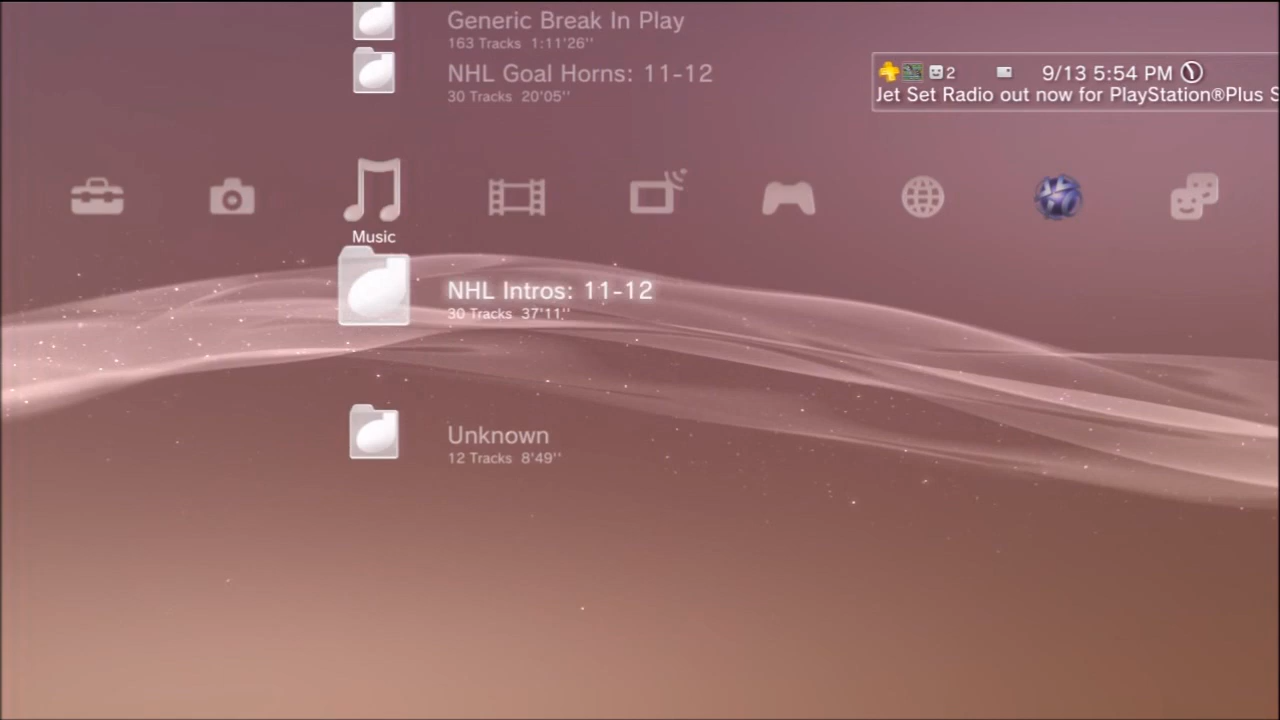 Generic Break In Play
163 Tracks 1:11'26''
NHL Goal Horns: 11-12
30 Tracks 20'05''
2
9/13 5:54 PM
Jet Set Radio out now for PlayStation®Plus S
Music
NHL Intros: 11-12
30 Tracks 37'11''
Unknown
12 Tracks 8'49''